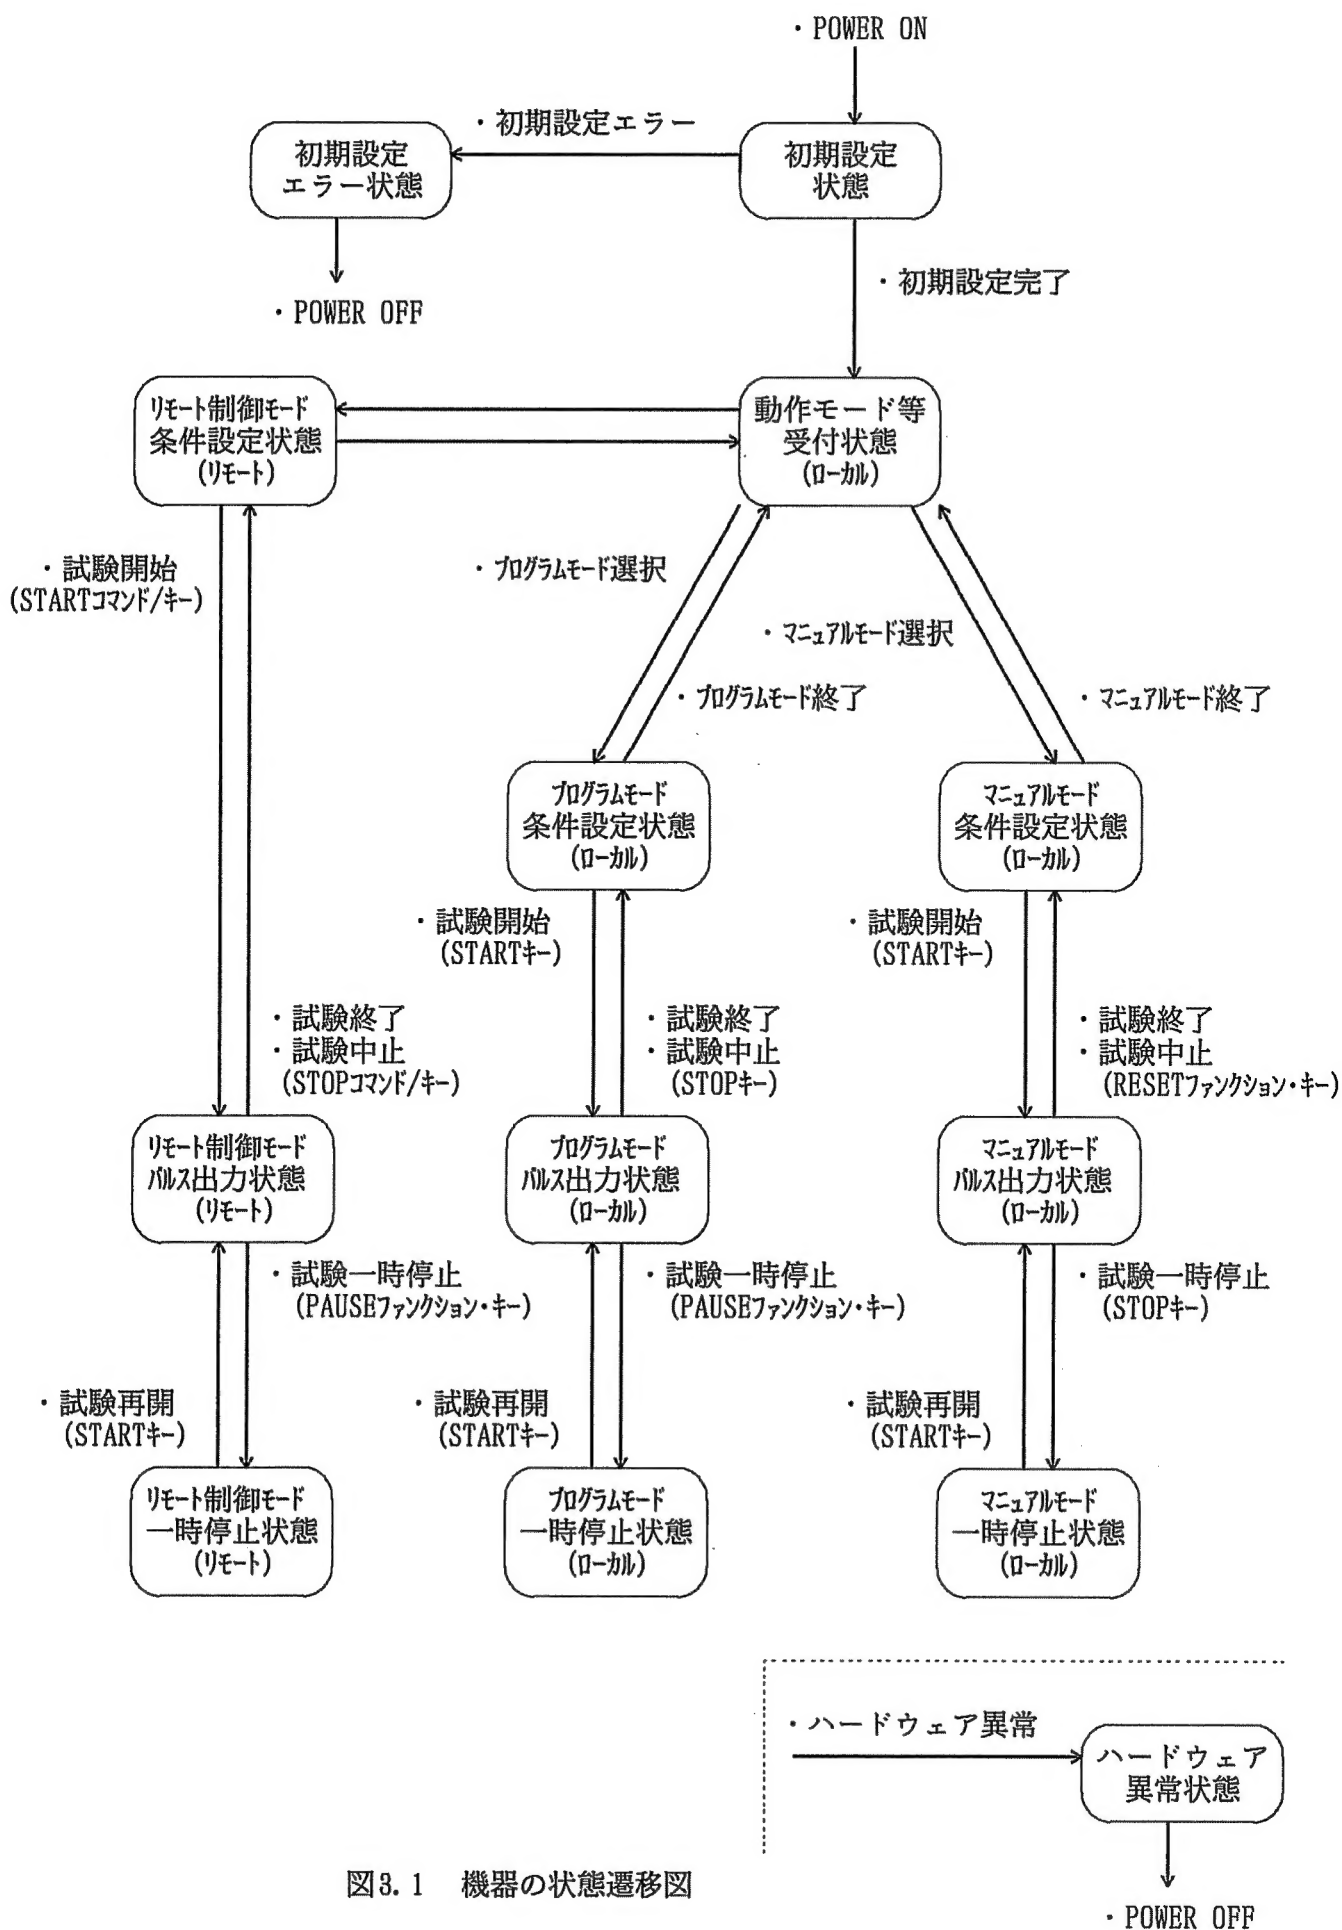 ・POWER ON
・初期設定エラー
初期設定
エラー状態
初期設定
状態
・初期設定完了
・POWER OFF
ﾘﾓｰﾄ制御ﾓｰﾄﾞ
条件設定状態
(ﾘﾓｰﾄ)
動作モード等
受付状態
(ﾛｰｶﾙ)
・試験開始
(STARTｺﾏﾝﾄﾞ/ｷｰ)
・ﾌﾟﾛｸﾞﾗﾑﾓｰﾄﾞ選択
・ﾏﾆｭｱﾙﾓｰﾄﾞ選択
・ﾌﾟﾛｸﾞﾗﾑﾓｰﾄﾞ終了
・ﾏﾆｭｱﾙﾓｰﾄﾞ終了
ﾌﾟﾛｸﾞﾗﾑﾓｰﾄﾞ
条件設定状態
(ﾛｰｶﾙ)
ﾏﾆｭｱﾙﾓｰﾄﾞ
条件設定状態
(ﾛｰｶﾙ)
・試験開始
(STARTｷｰ)
・試験開始
(STARTｷｰ)
・試験終了
・試験中止
(STOPｺﾏﾝﾄﾞ/ｷｰ)
・試験終了
・試験中止
(STOPｷｰ)
・試験終了
・試験中止
(RESETﾌｧﾝｸｼｮﾝ・ｷｰ)
ﾘﾓｰﾄ制御ﾓｰﾄﾞ
ﾊﾟﾙｽ出力状態
(ﾘﾓｰﾄ)
ﾌﾟﾛｸﾞﾗﾑﾓｰﾄﾞ
ﾊﾟﾙｽ出力状態
(ﾛｰｶﾙ)
ﾏﾆｭｱﾙﾓｰﾄﾞ
ﾊﾟﾙｽ出力状態
(ﾛｰｶﾙ)
・試験一時停止
(PAUSEﾌｧﾝｸｼｮﾝ・ｷｰ)
・試験一時停止
(PAUSEﾌｧﾝｸｼｮﾝ・ｷｰ)
・試験一時停止
(STOPｷｰ)
・試験再開
(STARTｷｰ)
・試験再開
(STARTｷｰ)
・試験再開
(STARTｷｰ)
ﾘﾓｰﾄ制御ﾓｰﾄﾞ
一時停止状態
(ﾘﾓｰﾄ)
ﾌﾟﾛｸﾞﾗﾑﾓｰﾄﾞ
一時停止状態
(ﾛｰｶﾙ)
ﾏﾆｭｱﾙﾓｰﾄﾞ
一時停止状態
(ﾛｰｶﾙ)
・ハードウェア異常
ハードウェア
異常状態
図3.1 機器の状態遷移図
・POWER OFF